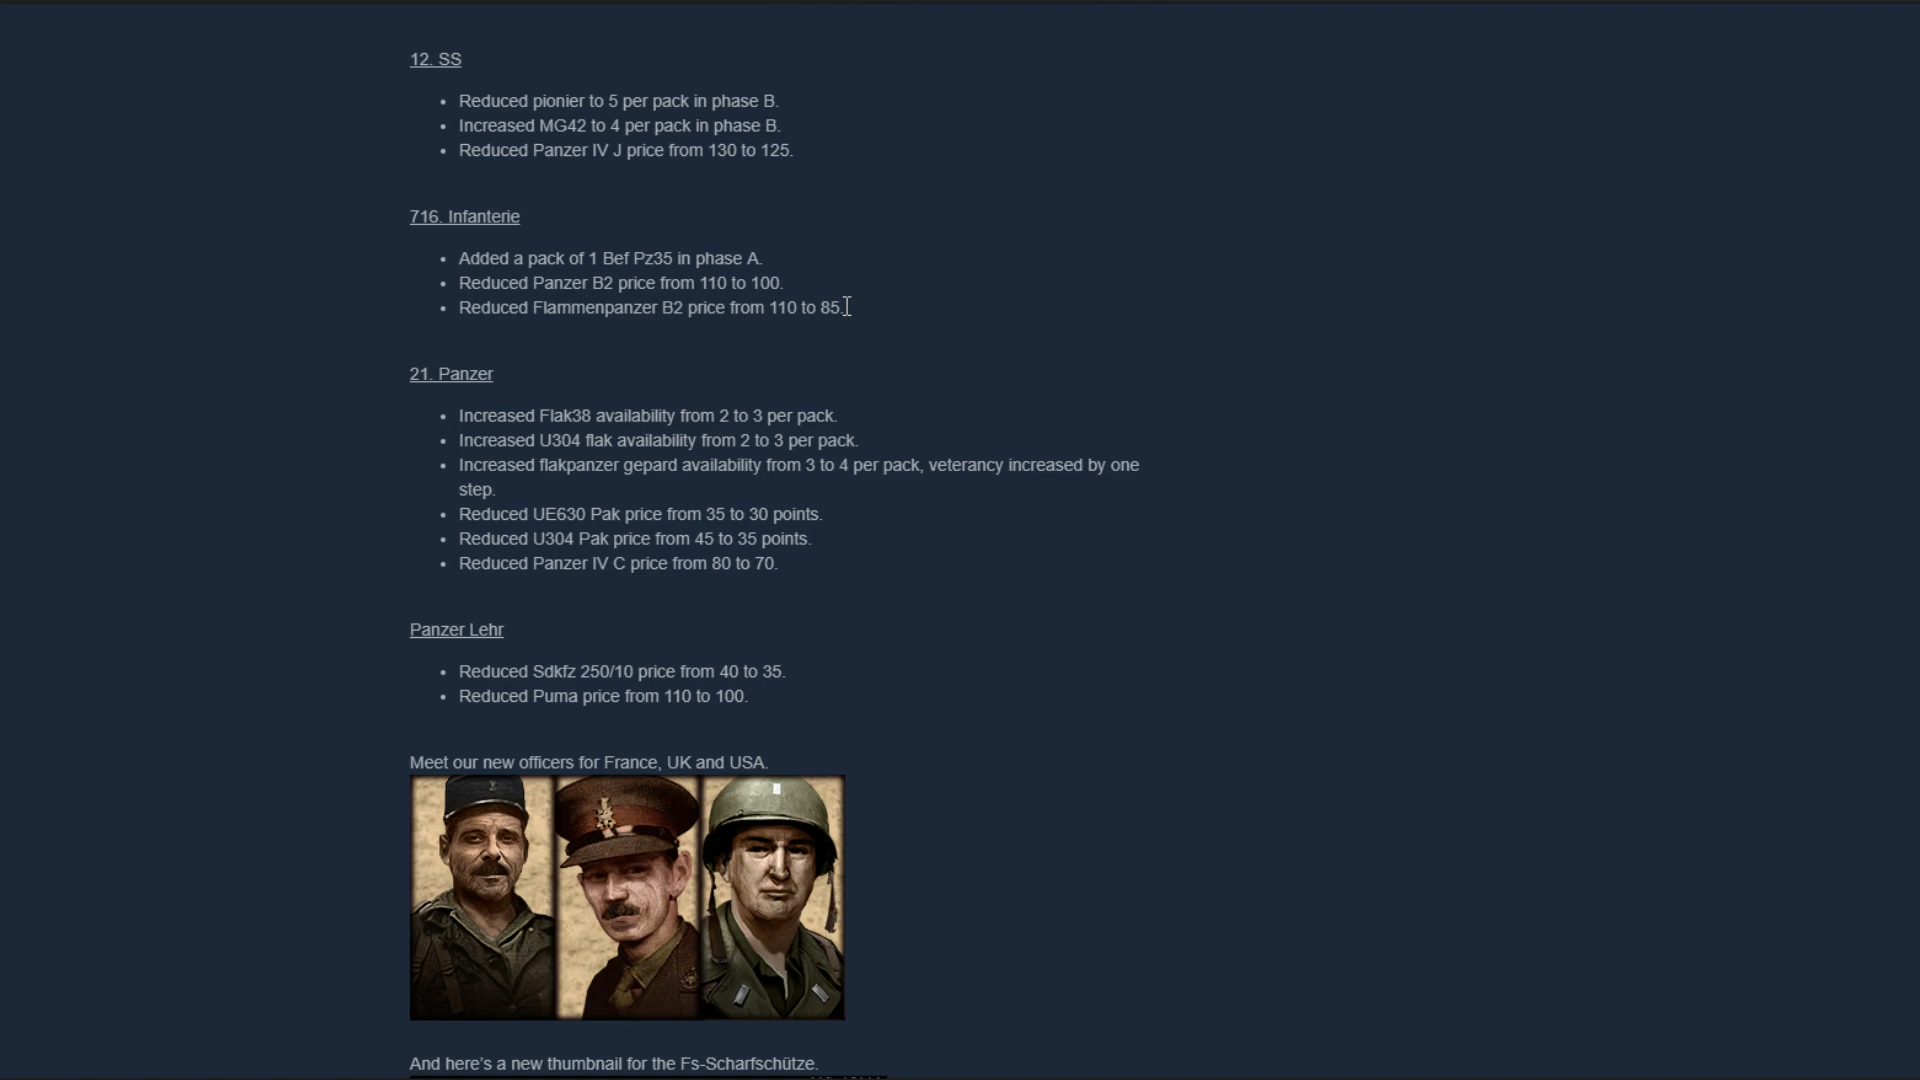 12. SS
• Reduced pionier to 5 per pack in phase B.
• Increased MG42 to 4 per pack in phase B.
• Reduced Panzer IV J price from 130 to 125.
716. Infanterie
• Added a pack of 1 Bef Pz35 in phase A.
• Reduced Panzer B2 price from 110 to 100.
• Reduced Flammenpanzer B2 price from 110 to 85.
21. Panzer
• Increased Flak38 availability from 2 to 3 per pack.
• Increased U304 flak availability from 2 to 3 per pack.
• Increased flakpanzer gepard availability from 3 to 4 per pack, veterancy increased by one
step.
• Reduced UE630 Pak price from 35 to 30 points.
• Reduced U304 Pak price from 45 to 35 points.
• Reduced Panzer IV C price from 80 to 70.
Panzer Lehr
• Reduced Sdkfz 250/10 price from 40 to 35.
• Reduced Puma price from 110 to 100.
Meet our new officers for France, UK and USA.
And here's a new thumbnail for the Fs-Scharfschütze.